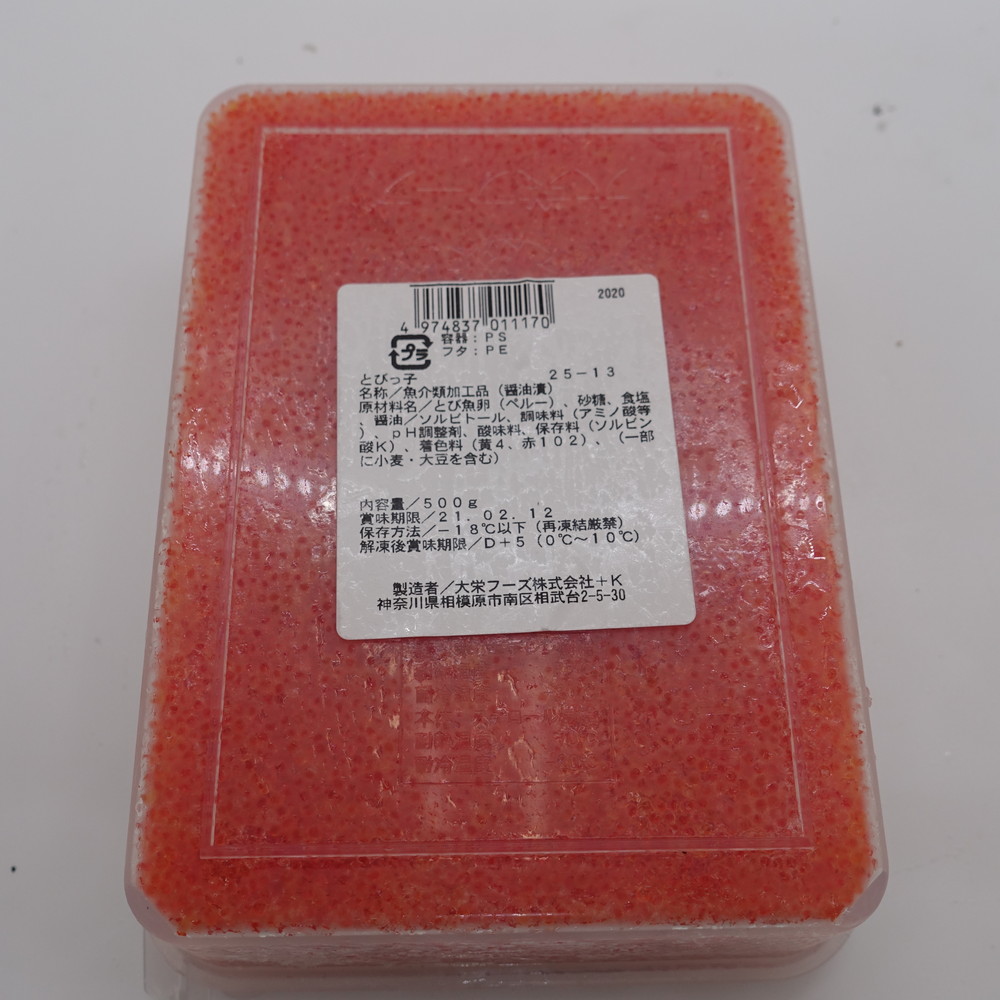 2020
4 974837 011170
容器：PS
プラ
フタ：PE
とびっ子 25－13
名称／魚介類加工品（醤油漬）
原材料名／とび魚卵（ペルー）、砂糖、食塩
、醤油／ソルビトール、調味料（アミノ酸等
）、pH調整剤、酸味料、保存料（ソルビン
酸K）、着色料（黄4、赤102）、（一部
に小麦・大豆を含む）
内容量／500g
賞味期限／21．02．12
保存方法／－18℃以下（再凍結厳禁）
解凍後賞味期限／D＋5（0℃～10℃）
製造者／大栄フーズ株式会社＋K
神奈川県相模原市南区相武台2-5-30